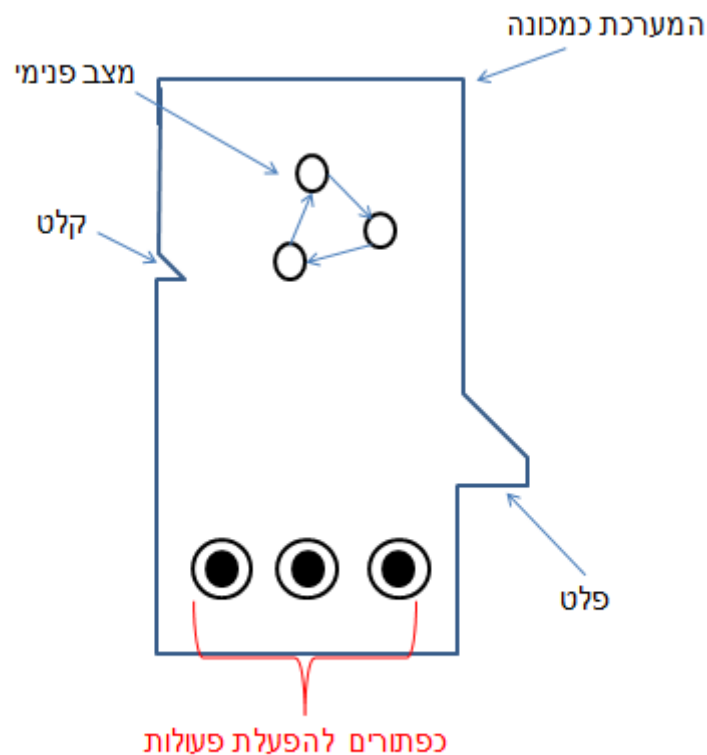 המערכת כמכונה
מצב פנימי
קלט
פלט
כפתורים להפעלת פעולות